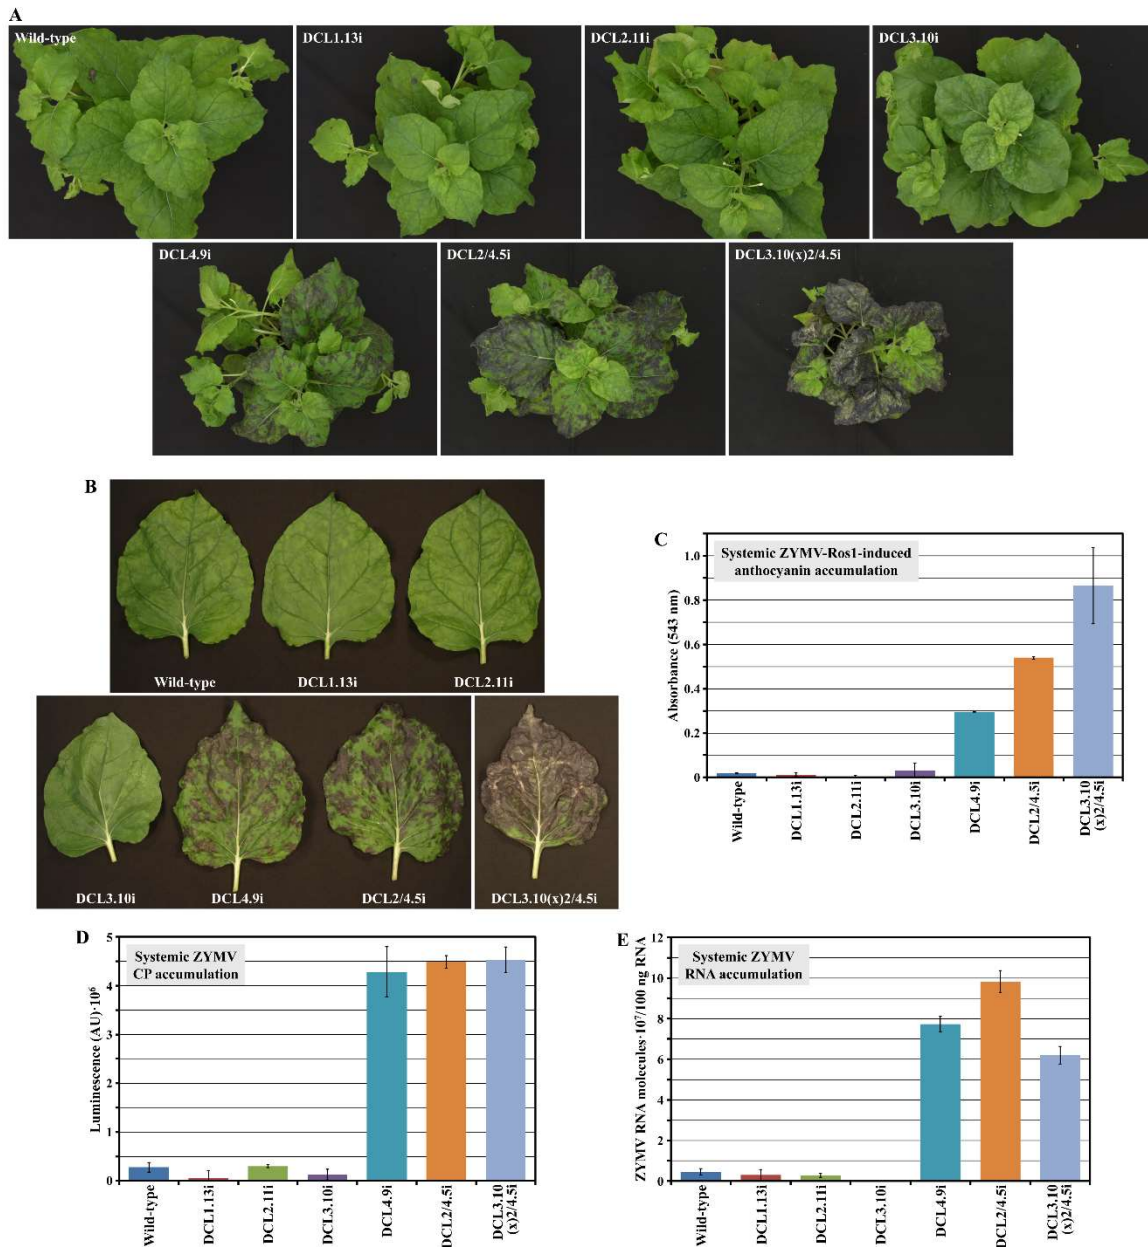 A
Wild-type
DCL1.13i
DCL2.11i
DCL3.10i
DCL4.9i
DCL2/4.5i
DCL3.10(x)2/4.5i
B
Wild-type
DCL1.13i
DCL2.11i
DCL3.10i
DCL4.9i
DCL2/4.5i
DCL3.10(x)2/4.5i
C
Systemic ZYMV-Ros1-induced
anthocyanin accumulation
Absorbance (543 nm)
1.0
0.8
0.6
0.4
0.2
0
Wild-type
DCL1.13i
DCL2.11i
DCL3.10i
DCL4.9i
DCL2/4.5i
DCL3.10
(x)2/4.5i
D
Systemic ZYMV
CP accumulation
Luminescence (AU)·10⁶
5
4
5
3
2
1
0
Wild-type
DCL1.13i
DCL2.11i
DCL3.10i
DCL4.9i
DCL2/4.5i
DCL3.10
(x)2/4.5i
E
Systemic ZYMV
RNA accumulation
ZYMV RNA molecules·10⁷/100 ng RNA
12
10
8
6
4
2
0
Wild-type
DCL1.13i
DCL2.11i
DCL3.10i
DCL4.9i
DCL2/4.5i
DCL3.10
(x)2/4.5i